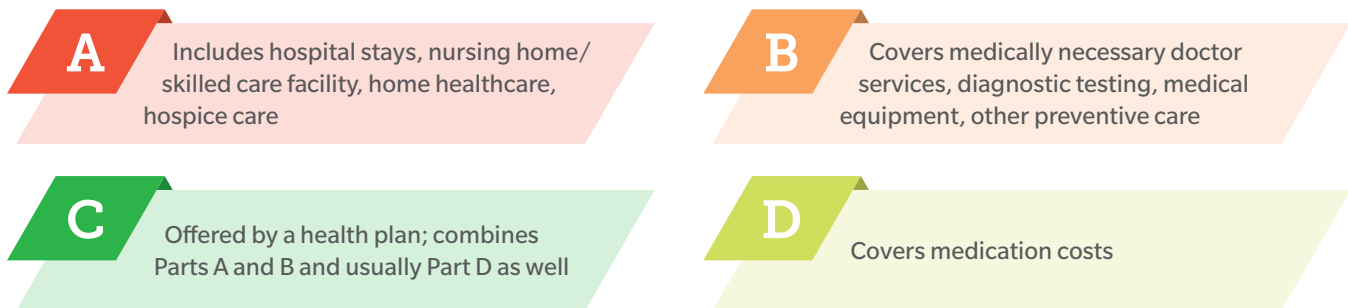 A
Includes hospital stays, nursing home/
skilled care facility, home healthcare,
hospice care
B
Covers medically necessary doctor
services, diagnostic testing, medical
equipment, other preventive care
C
Offered by a health plan; combines
Parts A and B and usually Part D as well
D
Covers medication costs